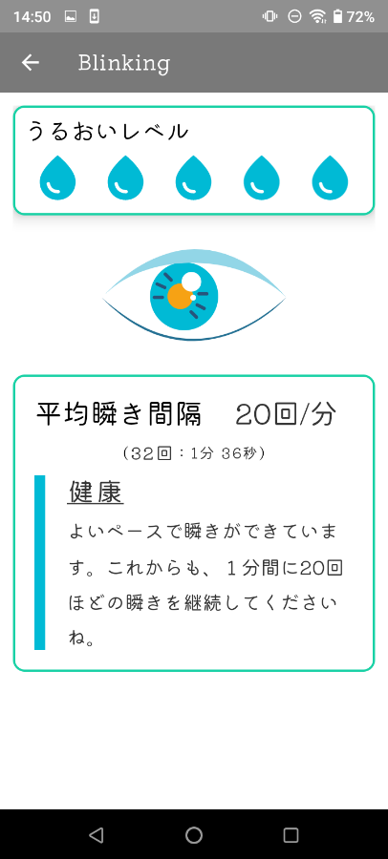 14:50
72%
Blinking
うるおいレベル
平均瞬き間隔 20回/分
(32回：1分 36秒)
健康
よいペースで瞬きができていま
す。これからも、１分間に20回
ほどの瞬きを継続してください
ね。